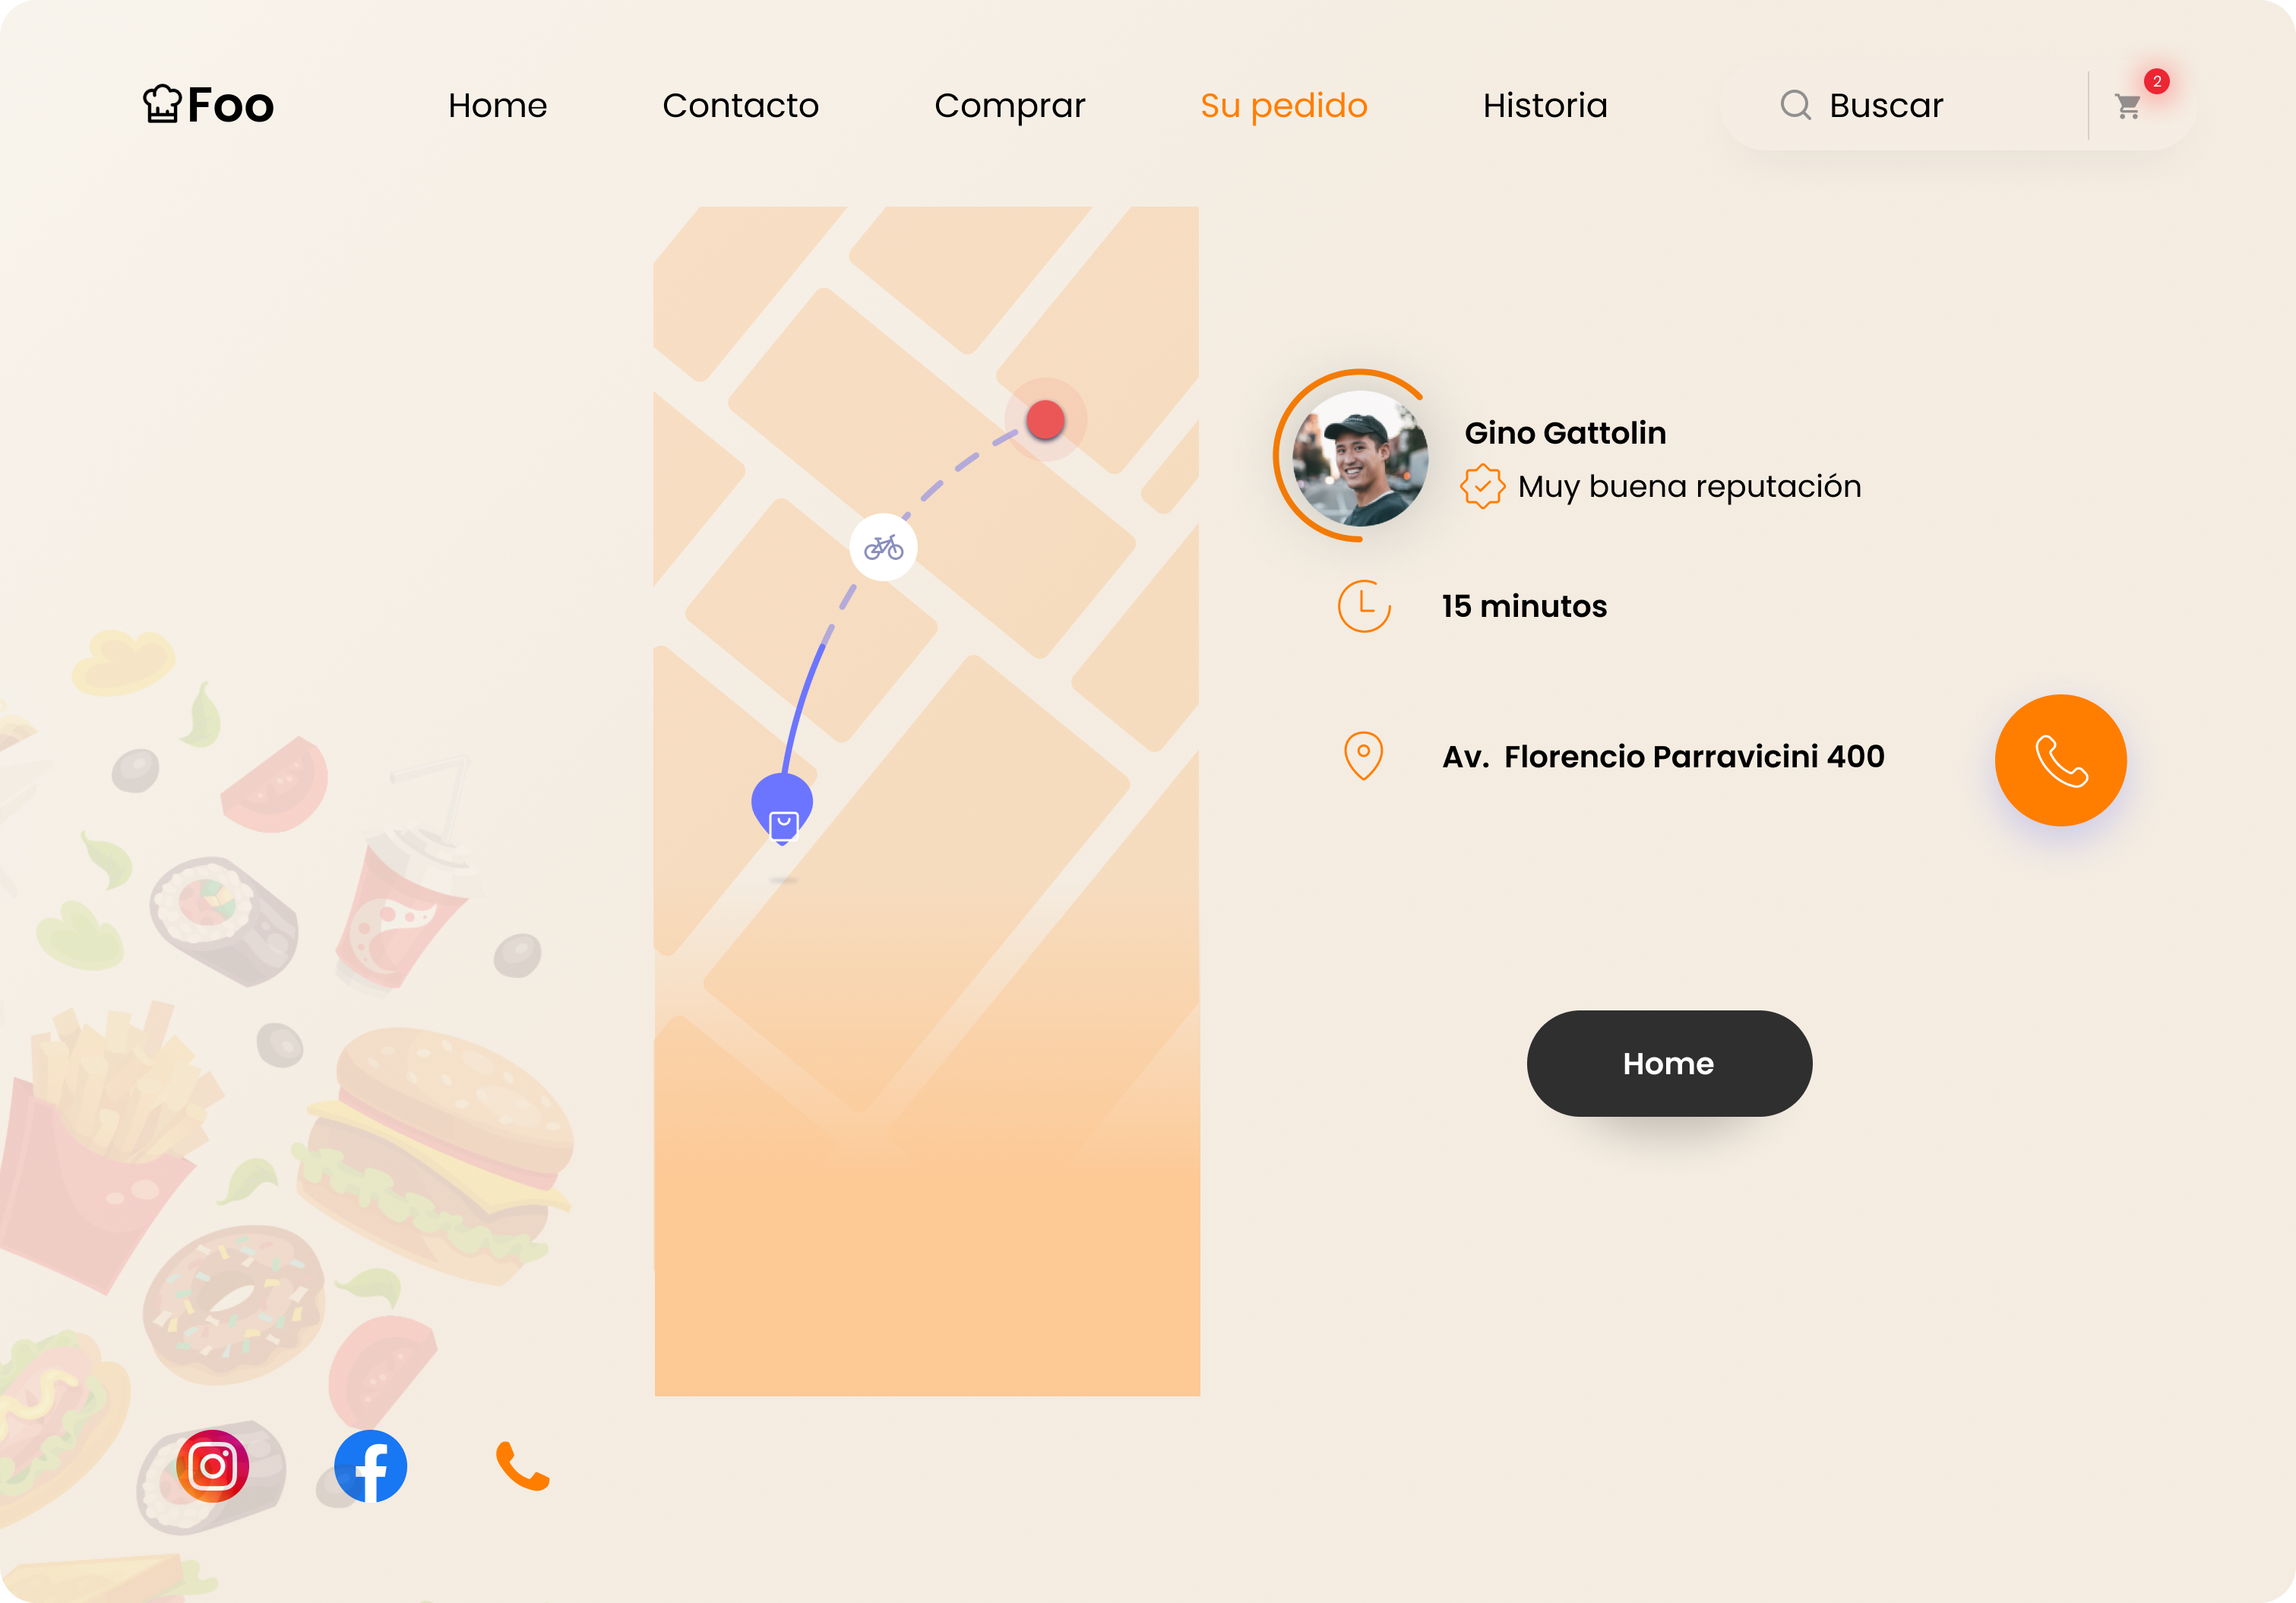 Foo
Home
Contacto
Comprar
Su pedido
Historia
Buscar
2
Gino Gattolin
Muy buena reputación
15 minutos
Av. Florencio Parravicini 400
Home